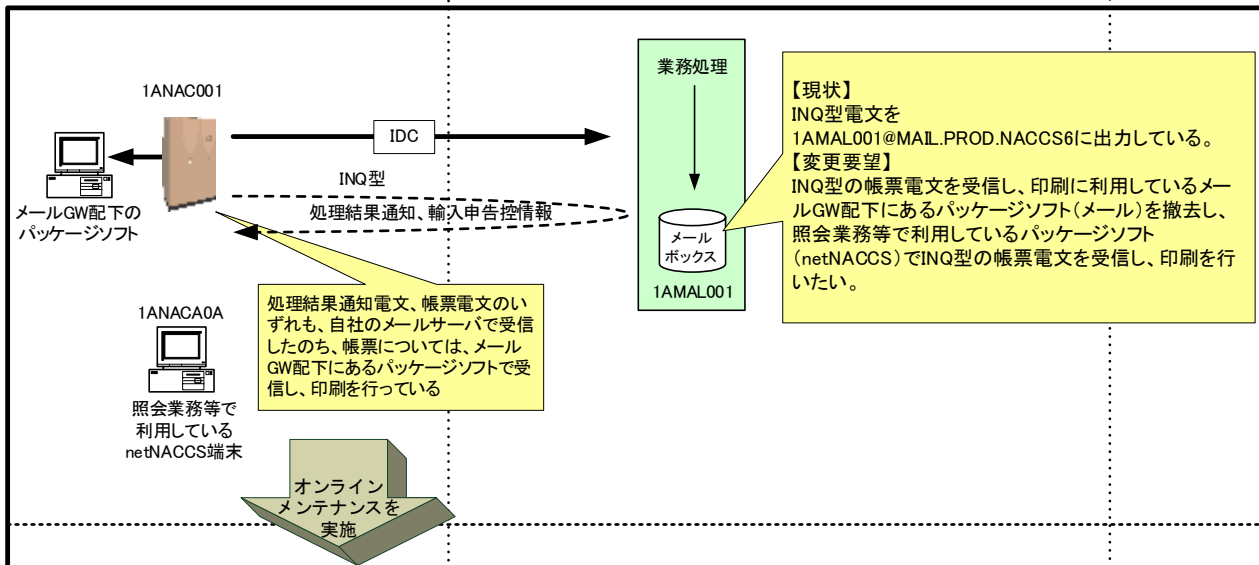 1ANAC001
メールGW配下の
パッケージソフト
IDC
INQ型
処理結果通知、輸入申告控情報
業務処理
メール
ボックス
1AMAL001
【現状】
INQ型電文を
1AMAL001@MAIL.PROD.NACCS6に出力している。
【変更要望】
INQ型の帳票電文を受信し、印刷に利用しているメー
ルGW配下にあるパッケージソフト(メール)を撤去し、
照会業務等で利用しているパッケージソフト
(netNACCS)でINQ型の帳票電文を受信し、印刷を行
いたい。
処理結果通知電文、帳票電文のい
ずれも、自社のメールサーバで受信
したのち、帳票については、メール
GW配下にあるパッケージソフトで受
信し、印刷を行っている
1ANACA0A
照会業務等で
利用している
netNACCS端末
オンライン
メンテナンスを
実施